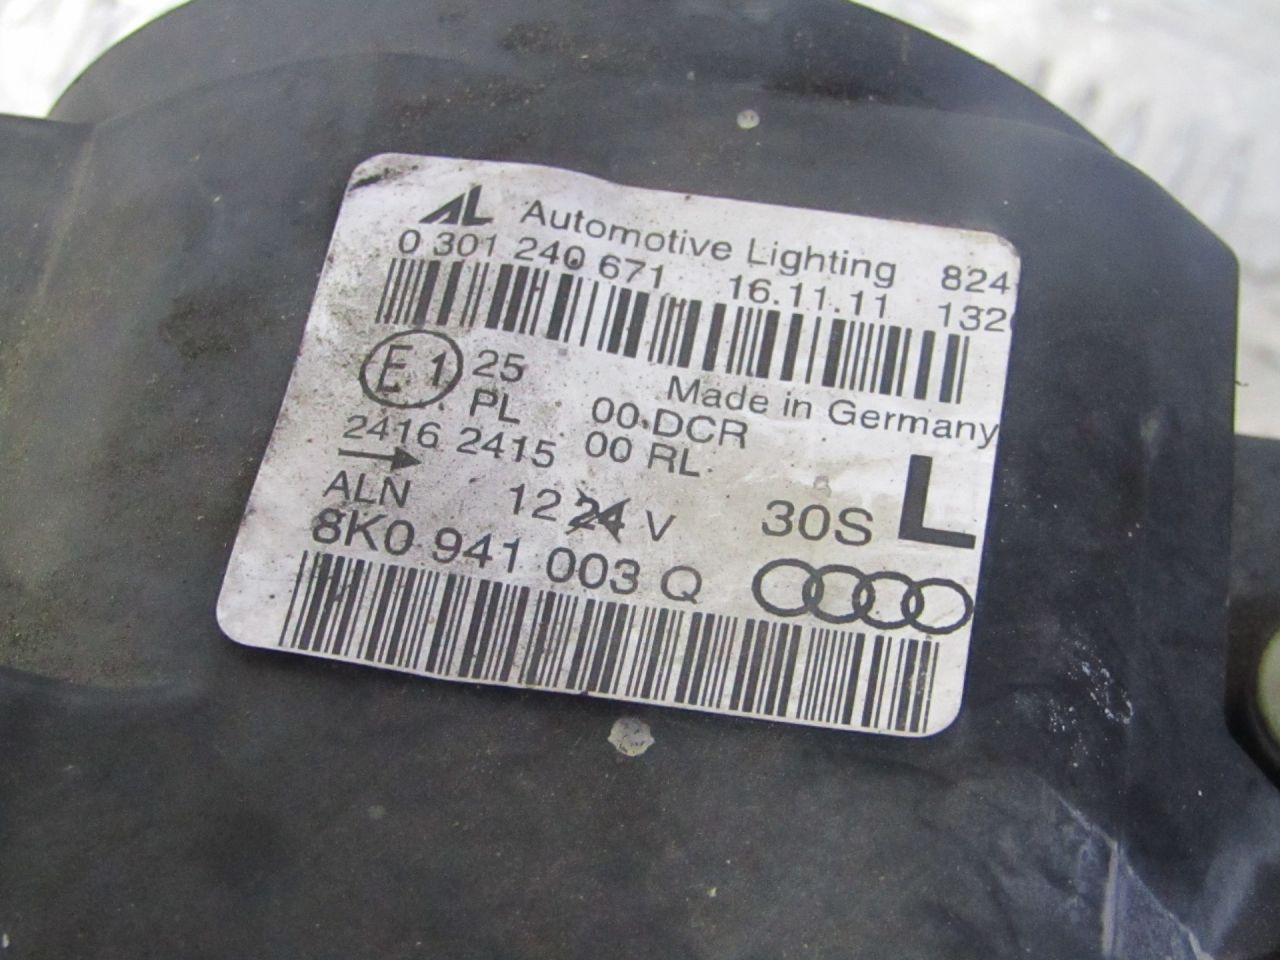 AL Automotive Lighting 824
0 301 240 671 16.11.11 132
E1 25 Made in Germany
PL 00 DCR
2416 2415 00 RL
ALN 12 24 V 30S L
8K0 941 003 Q